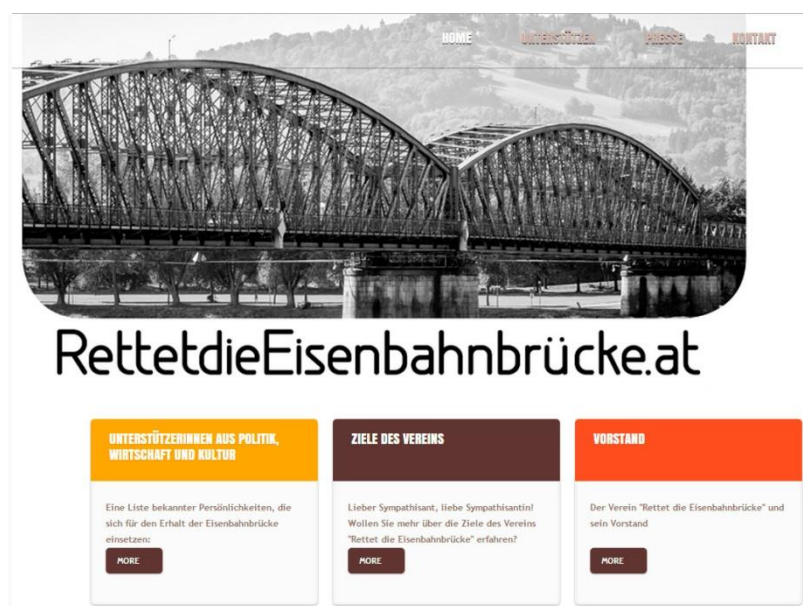 HOME
UNTERSTÜTZEN
PRESSE
KONTAKT
RettetdieEisenbahnbrücke.at
UNTERSTÜTZERINNEN AUS POLITIK,
WIRTSCHAFT UND KULTUR
Eine Liste bekannter Persönlichkeiten, die
sich für den Erhalt der Eisenbahnbrücke
einsetzen:
MORE
ZIELE DES VEREINS
Lieber Sympathisant, liebe Sympathisantin!
Wollen Sie mehr über die Ziele des Vereins
"Rettet die Eisenbahnbrücke" erfahren?
MORE
VORSTAND
Der Verein "Rettet die Eisenbahnbrücke" und
sein Vorstand
MORE